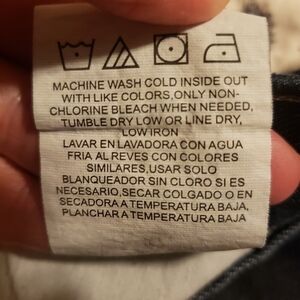 MACHINE WASH COLD INSIDE OUT
WITH LIKE COLORS,ONLY NON-
CHLORINE BLEACH WHEN NEEDED,
TUMBLE DRY LOW OR LINE DRY,
LOW IRON
LAVAR EN LAVADORA CON AGUA
FRIA AL REVES CON COLORES
SIMILARES,USAR SOLO
BLANQUEADOR SIN CLORO SI ES
NECESARIO,SECAR COLGADO O EN
SECADORA A TEMPERATURA BAJA,
PLANCHAR A TEMPERATURA BAJA